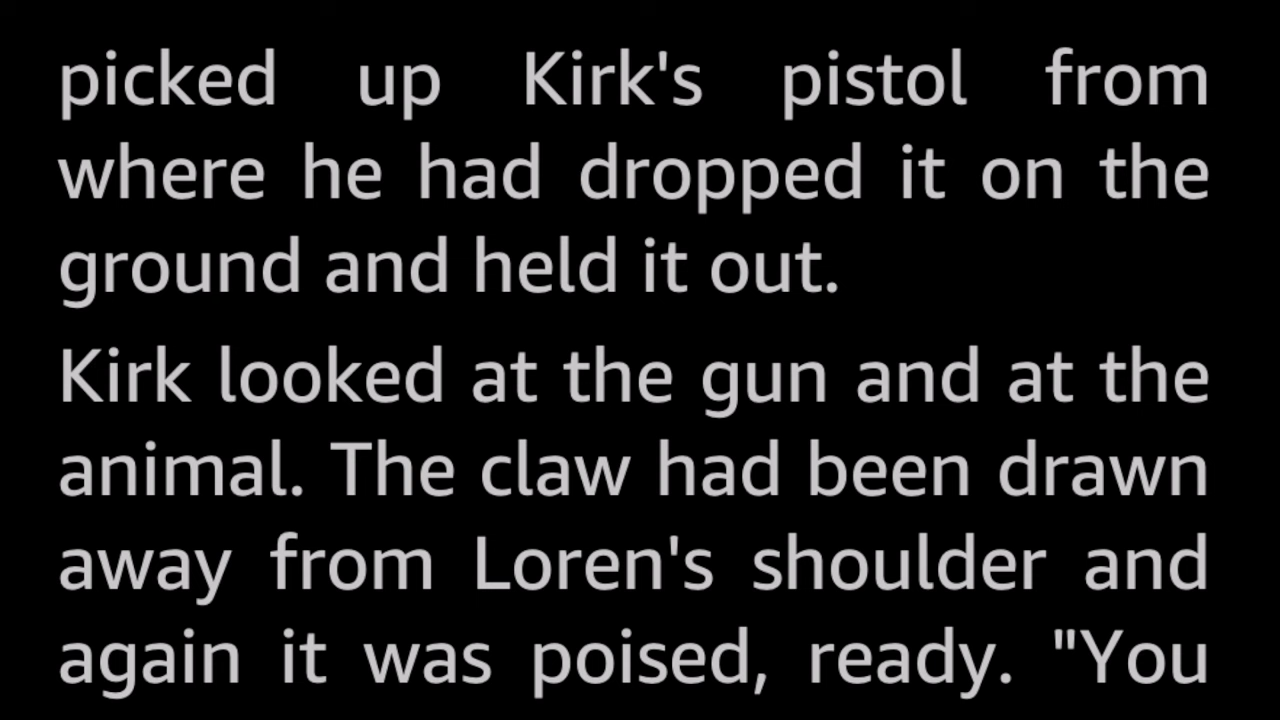 picked up Kirk's pistol from
where he had dropped it on the
ground and held it out.
Kirk looked at the gun and at the
animal. The claw had been drawn
away from Loren's shoulder and
again it was poised, ready. "You